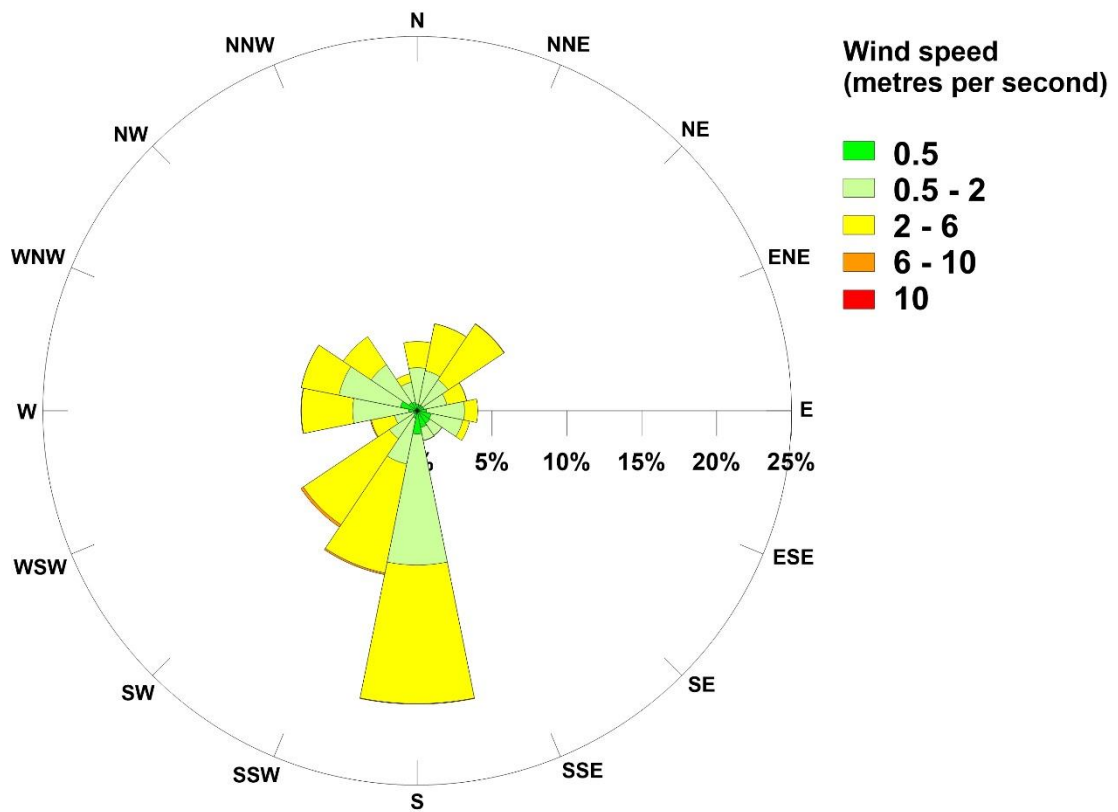 N
NNW
NNE
NW
NE
WNW
ENE
W
E
%
5%
10%
15%
20%
25%
WSW
ESE
SW
SE
SSW
SSE
S
Wind speed
(metres per second)
0.5
0.5 - 2
2 - 6
6 - 10
10